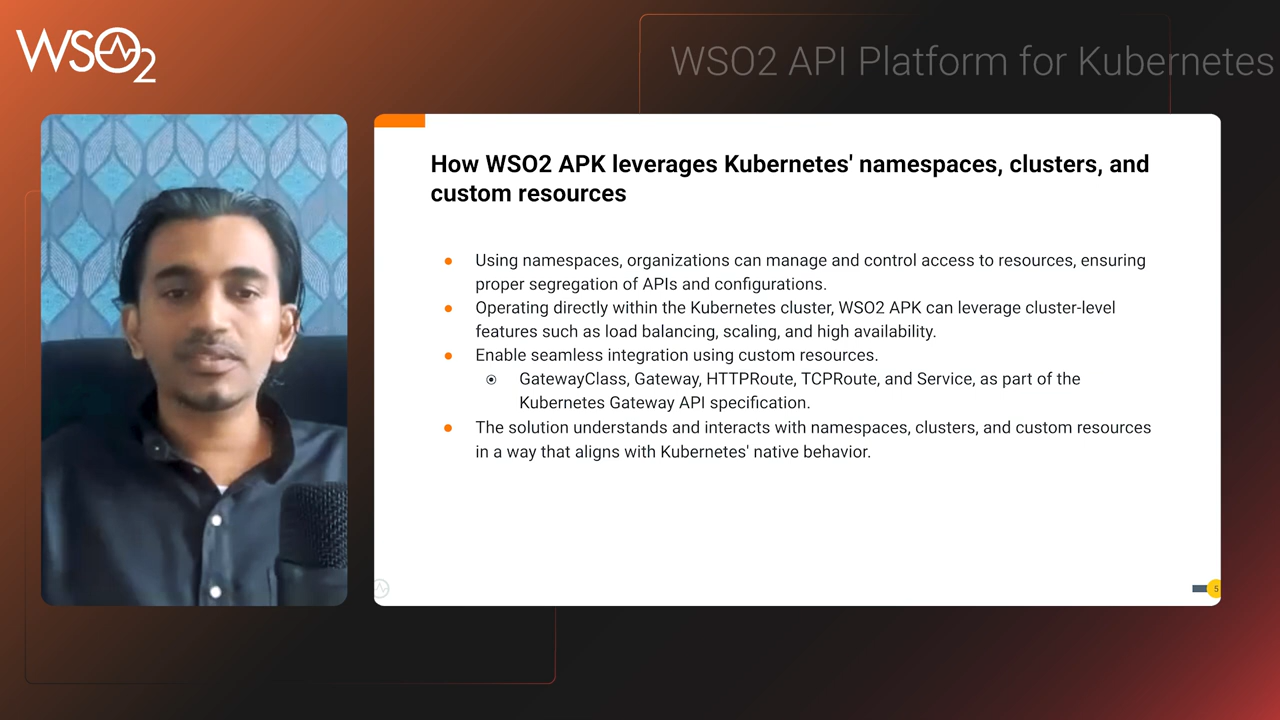 WSO2
WSO2 API Platform for Kubernetes
How WSO2 APK leverages Kubernetes' namespaces, clusters, and
custom resources
Using namespaces, organizations can manage and control access to resources, ensuring
proper segregation of APIs and configurations.
Operating directly within the Kubernetes cluster, WSO2 APK can leverage cluster-level
features such as load balancing, scaling, and high availability.
Enable seamless integration using custom resources.
GatewayClass, Gateway, HTTPRoute, TCPRoute, and Service, as part of the
Kubernetes Gateway API specification.
The solution understands and interacts with namespaces, clusters, and custom resources
in a way that aligns with Kubernetes' native behavior.
5